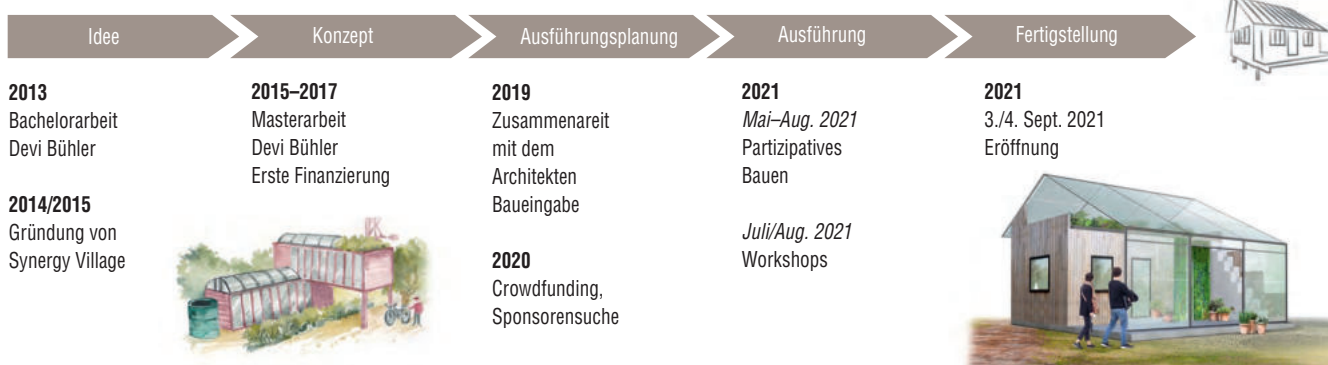 Idee
Konzept
Ausführungsplanung
Ausführung
Fertigstellung
2013
Bachelorarbeit
Devi Bühler
2014/2015
Gründung von
Synergy Village
2015–2017
Masterarbeit
Devi Bühler
Erste Finanzierung
2019
Zusammenareit
mit dem
Architekten
Baueingabe
2020
Crowdfunding,
Sponsorensuche
2021
Mai–Aug. 2021
Partizipatives
Bauen
Juli/Aug. 2021
Workshops
2021
3./4. Sept. 2021
Eröffnung